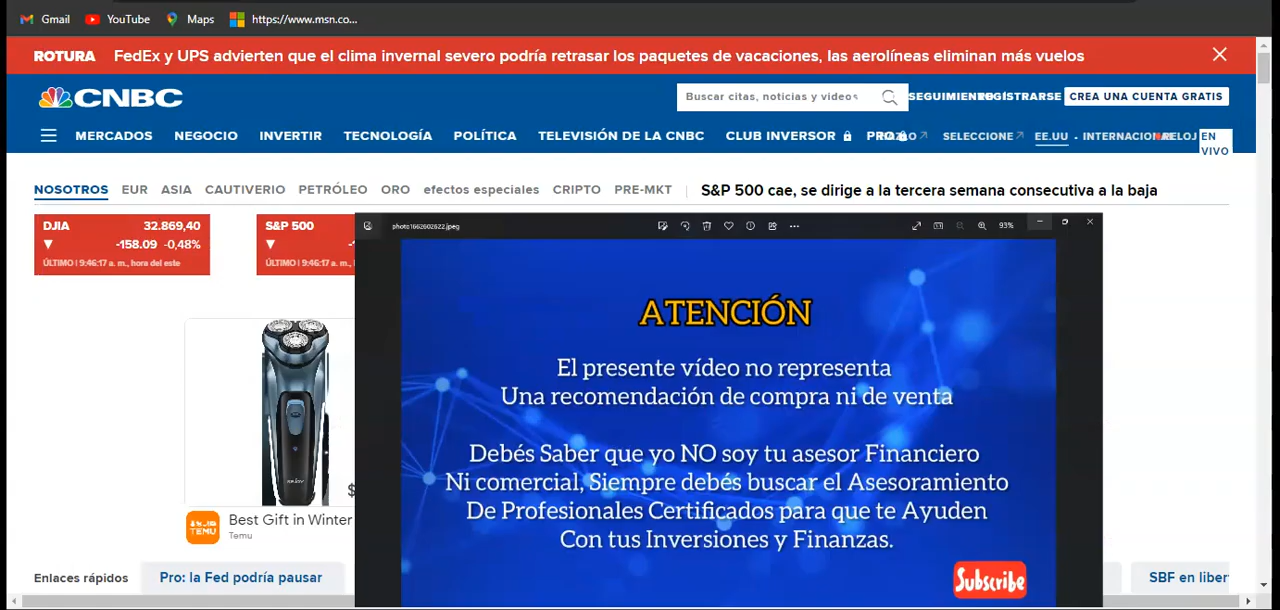 Gmail YouTube Maps https://www.msn.co...
ROTURA FedEx y UPS advierten que el clima invernal severo podría retrasar los paquetes de vacaciones, las aerolíneas eliminan más vuelos
CNBC Buscar citas, noticias y videos SEGUIMIENTO REGISTRARSE CREA UNA CUENTA GRATIS
MERCADOS NEGOCIO INVERTIR TECNOLOGÍA POLÍTICA TELEVISIÓN DE LA CNBC CLUB INVERSOR PRO SELECCIONE EE.UU INTERNACIONAL RELOJ EN
VIVO
NOSOTROS EUR ASIA CAUTIVERIO PETRÓLEO ORO efectos especiales CRIPTO PRE-MKT S&P 500 cae, se dirige a la tercera semana consecutiva a la baja
DJIA 32.869,40
-158.09 -0,48%
ÚLTIMO | 9:46:17 a. m., hora del este
S&P 500
ÚLTIMO | 9:46:17 a. m.,
photo1662602622.jpeg 93%
ATENCIÓN
El presente vídeo no representa
Una recomendación de compra ni de venta
Debés Saber que yo NO soy tu asesor Financiero
Ni comercial, Siempre debés buscar el Asesoramiento
De Profesionales Certificados para que te Ayuden
Con tus Inversiones y Finanzas.
Subscribe
$
TEMU
Best Gift in Winter
Temu
Enlaces rápidos Pro: la Fed podría pausar SBF en liber